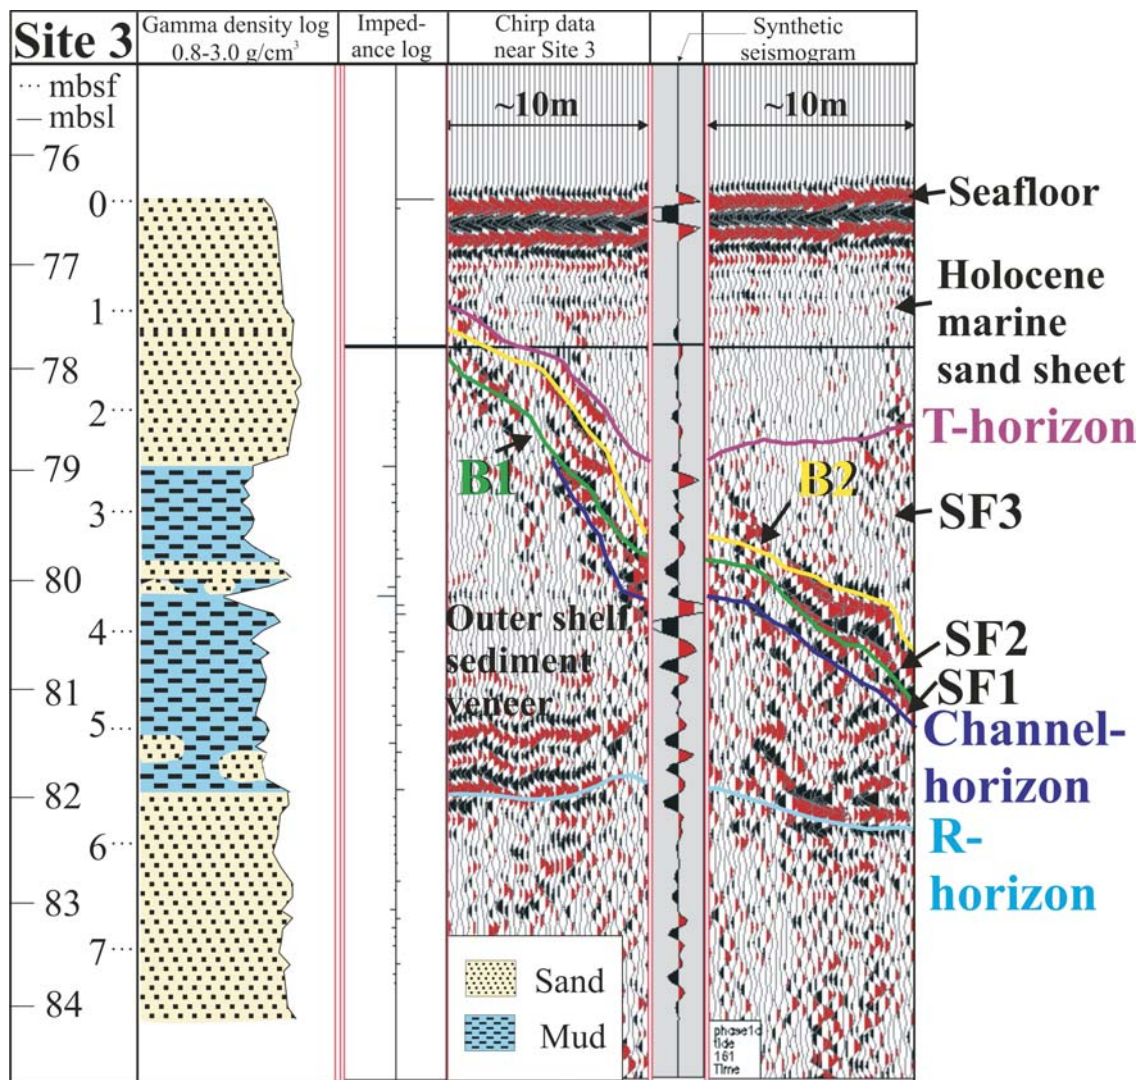 Site 3
Gamma density log
0.8-3.0 g/cm³
Imped-
ance log
Chirp data
near Site 3
Synthetic
seismogram
··· mbsf
— mbsl
76
0
77
1
78
2
79
3
80
4
81
5
82
6
83
7
84
~10m
~10m
B1
B2
Outer shelf
sediment
veneer
Seafloor
Holocene
marine
sand sheet
T-horizon
SF3
SF2
SF1
Channel-
horizon
R-
horizon
Sand
Mud
phase1d
tide
161
Time